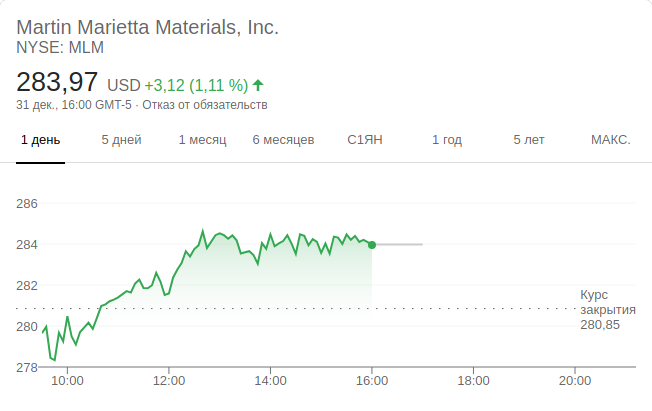 Martin Marietta Materials, Inc.
NYSE: MLM
283,97 USD +3,12 (1,11 %)
31 дек., 16:00 GMT-5 · Отказ от обязательств
1 день 5 дней 1 месяц 6 месяцев С1ЯН 1 год 5 лет МАКС.
286
284
282
280
278
Курс
закрытия
280,85
10:00 12:00 14:00 16:00 18:00 20:00